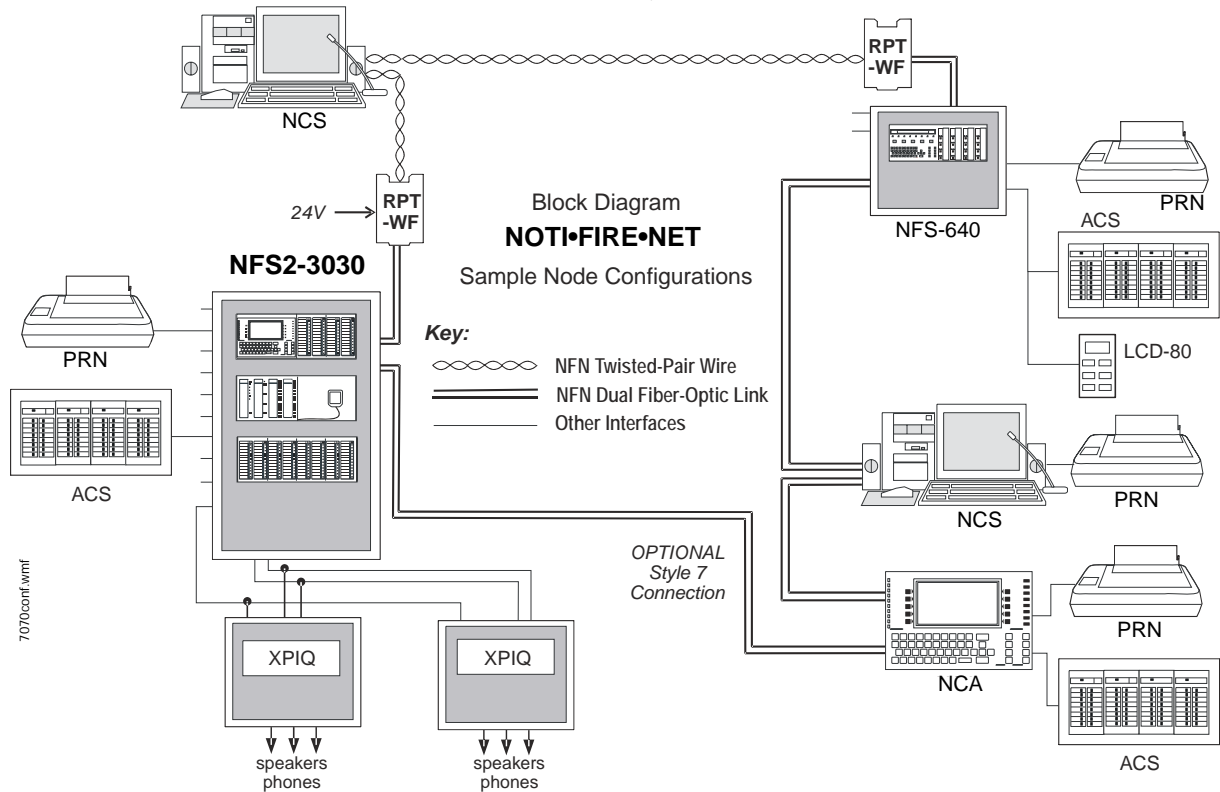 NCS
RPT
-WF
24V
RPT
-WF
Block Diagram
NOTI•FIRE•NET
Sample Node Configurations
NFS2-3030
NFS-640
PRN
ACS
LCD-80
PRN
ACS
Key:
NFN Twisted-Pair Wire
NFN Dual Fiber-Optic Link
Other Interfaces
NCS
PRN
OPTIONAL
Style 7
Connection
NCA
PRN
ACS
XPIQ
XPIQ
speakers
phones
speakers
phones
7070conf.wmf